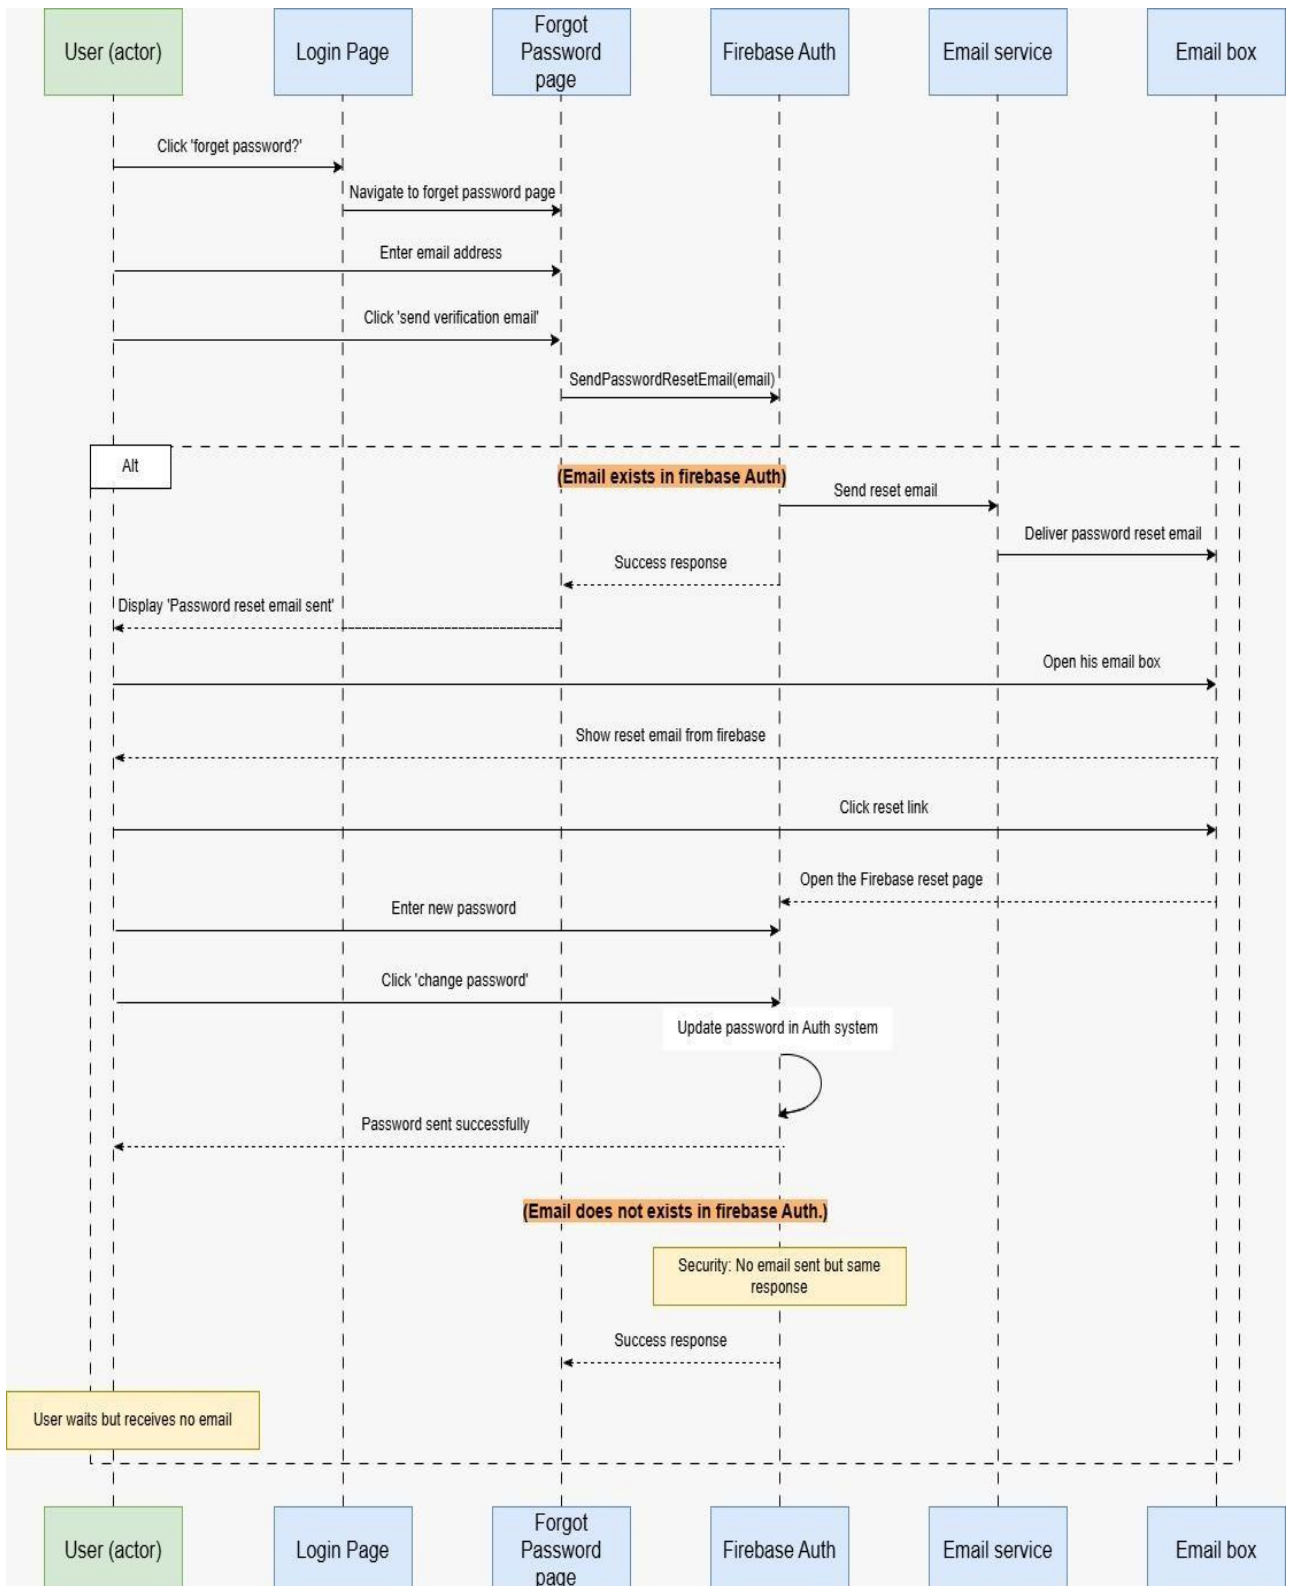 User (actor)
Login Page
Forgot
Password
page
Firebase Auth
Email service
Email box
Click 'forget password?'
Navigate to forget password page
Enter email address
Click 'send verification email'
SendPasswordResetEmail(email)
Alt
(Email exists in firebase Auth)
Send reset email
Deliver password reset email
Success response
Display 'Password reset email sent'
Open his email box
Show reset email from firebase
Click reset link
Open the Firebase reset page
Enter new password
Click 'change password'
Update password in Auth system
Password sent successfully
(Email does not exists in firebase Auth.)
Security: No email sent but same
response
Success response
User waits but receives no email
User (actor)
Login Page
Forgot
Password
page
Firebase Auth
Email service
Email box